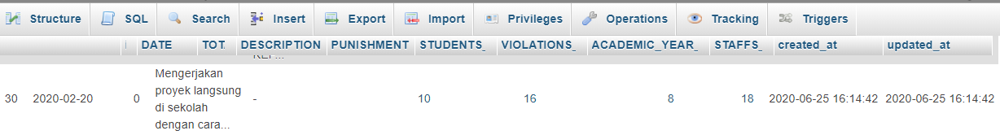 Structure SQL Search Insert Export Import Privileges Operations Tracking Triggers
DATE TOT DESCRIPTION PUNISHMENT STUDENTS_ VIOLATIONS_ ACADEMIC_YEAR_ STAFFS_ created_at updated_at
Mengerjakan
proyek langsung
30 2020-02-20 0 di sekolah - 10 16 8 18 2020-06-25 16:14:42 2020-06-25 16:14:42
dengan cara...